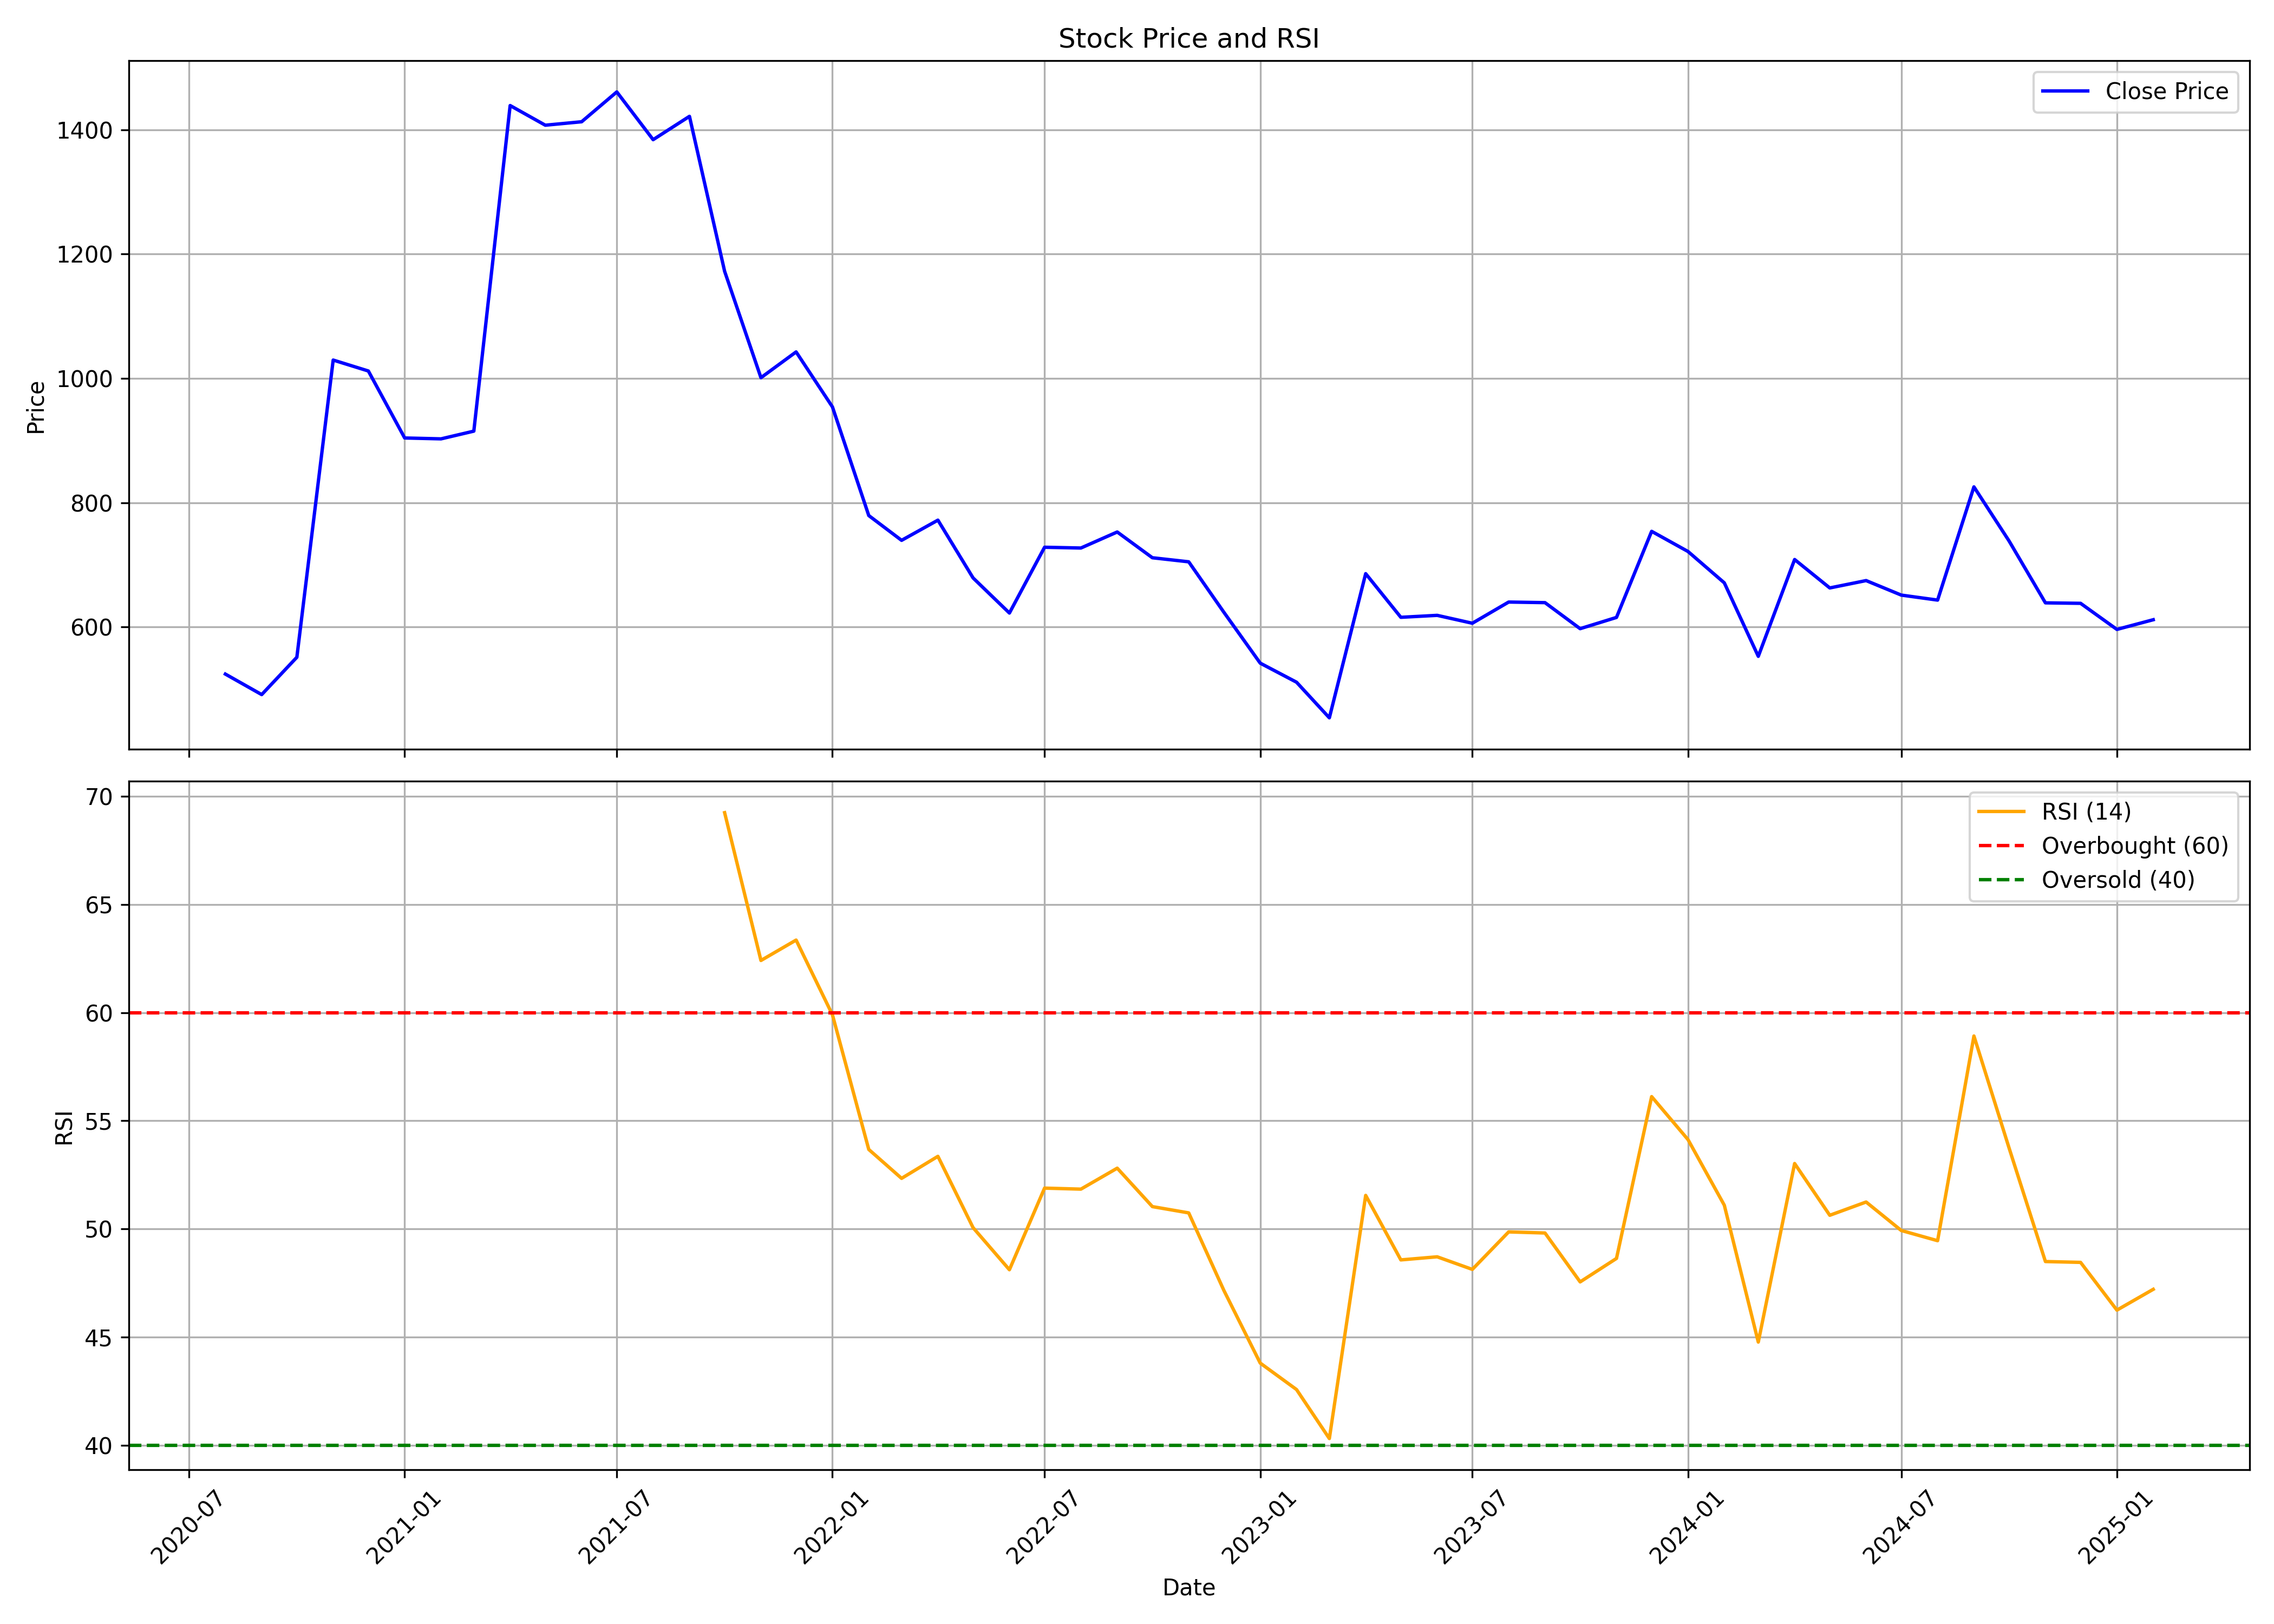 Stock Price and RSI
Close Price
Price
1400
1200
1000
800
600
RSI (14)
Overbought (60)
Oversold (40)
RSI
70
65
60
55
50
45
40
2020-07
2021-01
2021-07
2022-01
2022-07
2023-01
2023-07
2024-01
2024-07
2025-01
Date